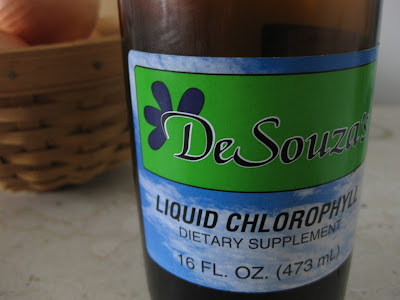 DeSouza's
LIQUID CHLOROPHYLL
DIETARY SUPPLEMENT
16 FL. OZ. (473 mL)